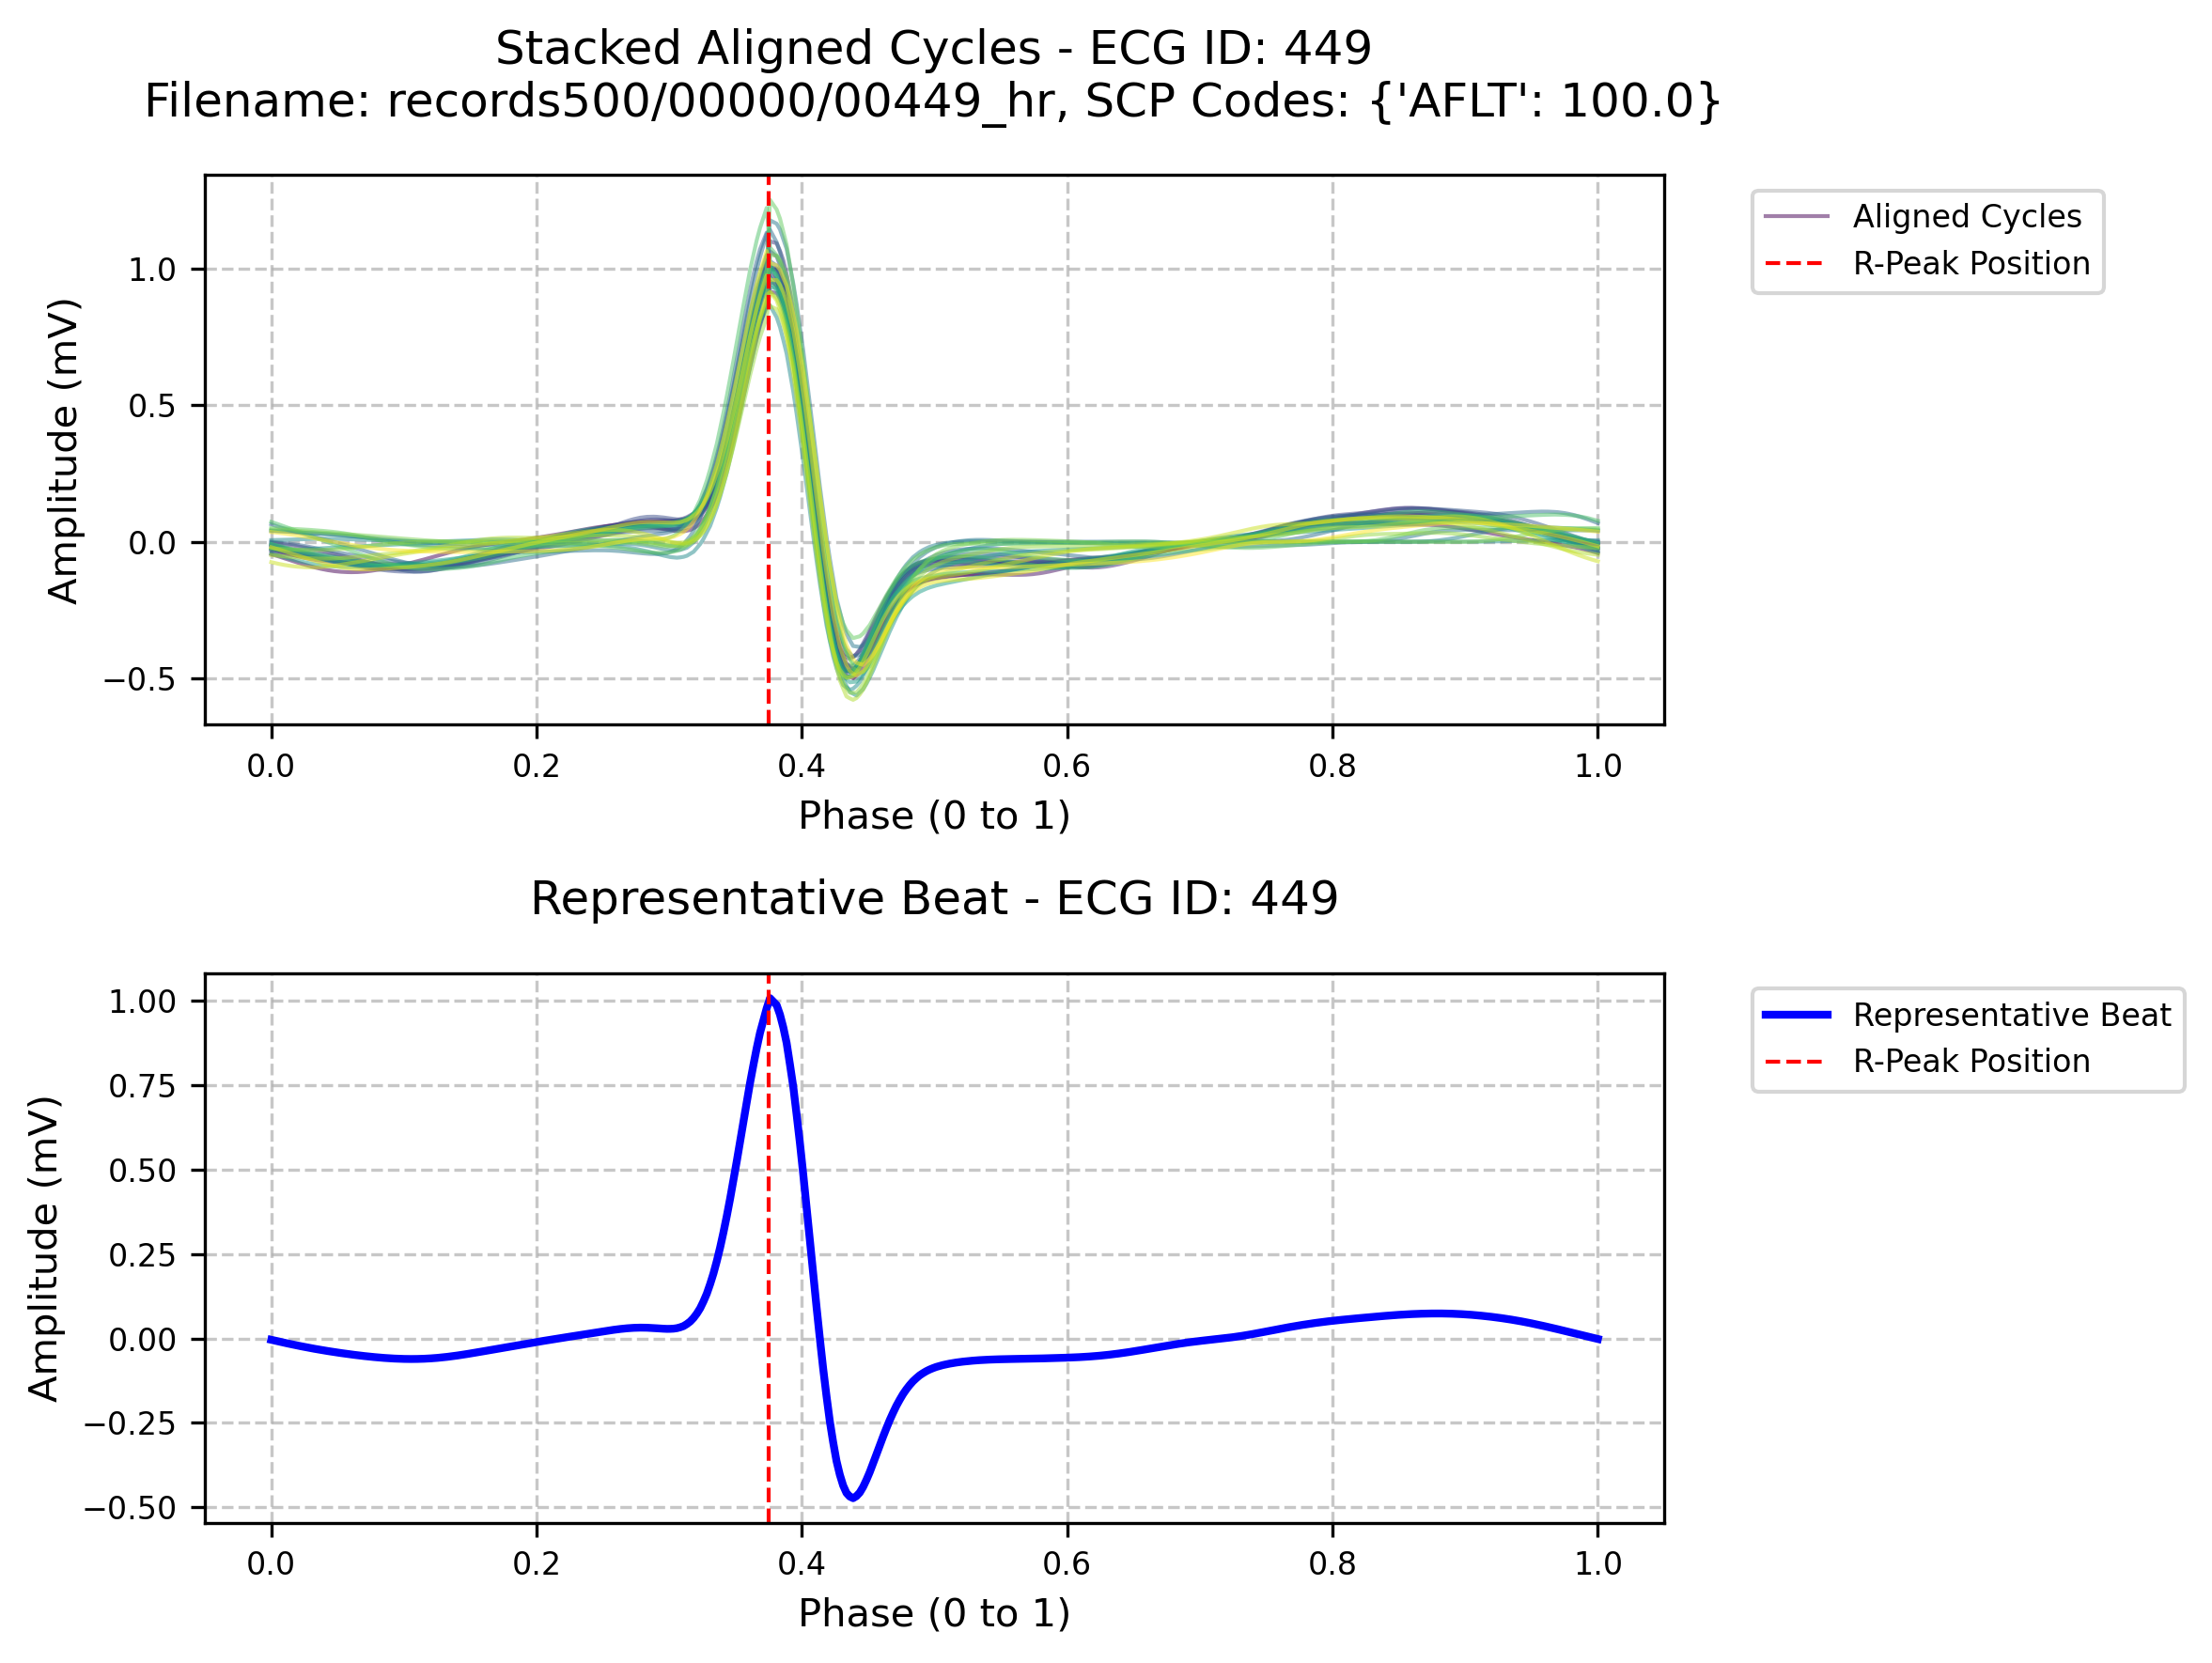 Stacked Aligned Cycles - ECG ID: 449
Filename: records500/00000/00449_hr, SCP Codes: {'AFLT': 100.0}
Amplitude (mV)
1.0
0.5
0.0
−0.5
0.0 0.2 0.4 0.6 0.8 1.0
Phase (0 to 1)
Aligned Cycles
R-Peak Position
Representative Beat - ECG ID: 449
Amplitude (mV)
1.00
0.75
0.50
0.25
0.00
−0.25
−0.50
0.0 0.2 0.4 0.6 0.8 1.0
Phase (0 to 1)
Representative Beat
R-Peak Position